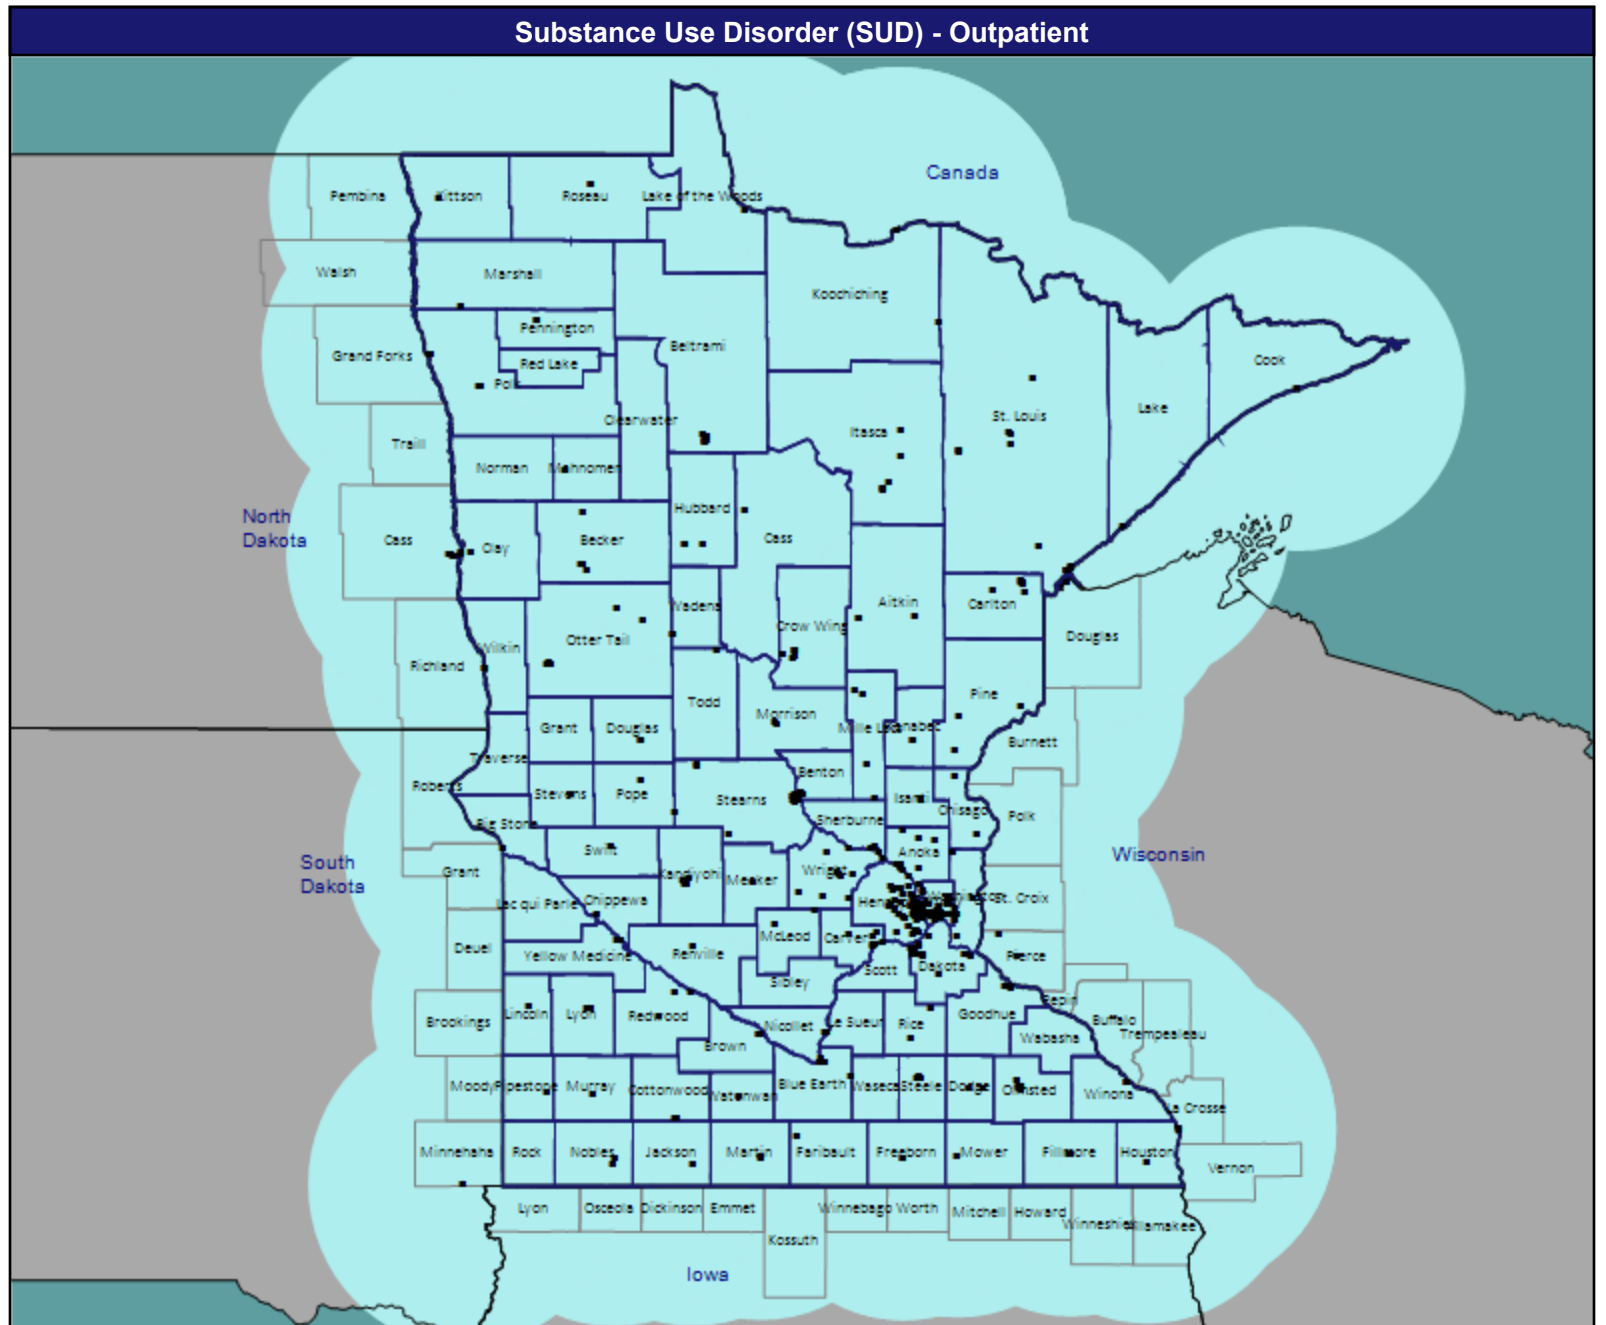 Substance Use Disorder (SUD) - Outpatient
Canada
Pembina
Kittson
Roseau
Lake of the Woods
Walsh
Marshall
Koochiching
Pennington
Beltrami
Grand Forks
Red Lake
Polk
Cook
Lake
St. Louis
Clearwater
Itasca
Traill
Norman
Mahnomen
Hubbard
North
Dakota
Cass
Clay
Becker
Cass
Wadena
Aitkin
Carlton
Crow Wing
Otter Tail
Wilkin
Douglas
Richland
Pine
Todd
Morrison
Grant
Douglas
Mille Lacs
Kanabec
Burnett
Traverse
Benton
Roberts
Stevens
Pope
Stearns
Isanti
Chisago
Polk
Big Stone
Sherburne
Swift
Anoka
Wisconsin
South
Dakota
Grant
Kandiyohi
Meeker
Wright
Lac qui Parle
Chippewa
Washington
St. Croix
McLeod
Carver
Deuel
Yellow Medicine
Renville
Scott
Dakota
Pierce
Sibley
Pepin
Brookings
Lincoln
Lyon
Redwood
Nicollet
Le Sueur
Rice
Goodhue
Buffalo
Trempealeau
Wabasha
Brown
Moody
Pipestone
Murray
Cottonwood
Watonwan
Blue Earth
Waseca
Steele
Dodge
Olmsted
Winona
La Crosse
Minnehaha
Rock
Nobles
Jackson
Martin
Faribault
Freeborn
Mower
Fillmore
Houston
Vernon
Lyon
Osceola
Dickinson
Emmet
Winnebago
Worth
Mitchell
Howard
Kossuth
Iowa